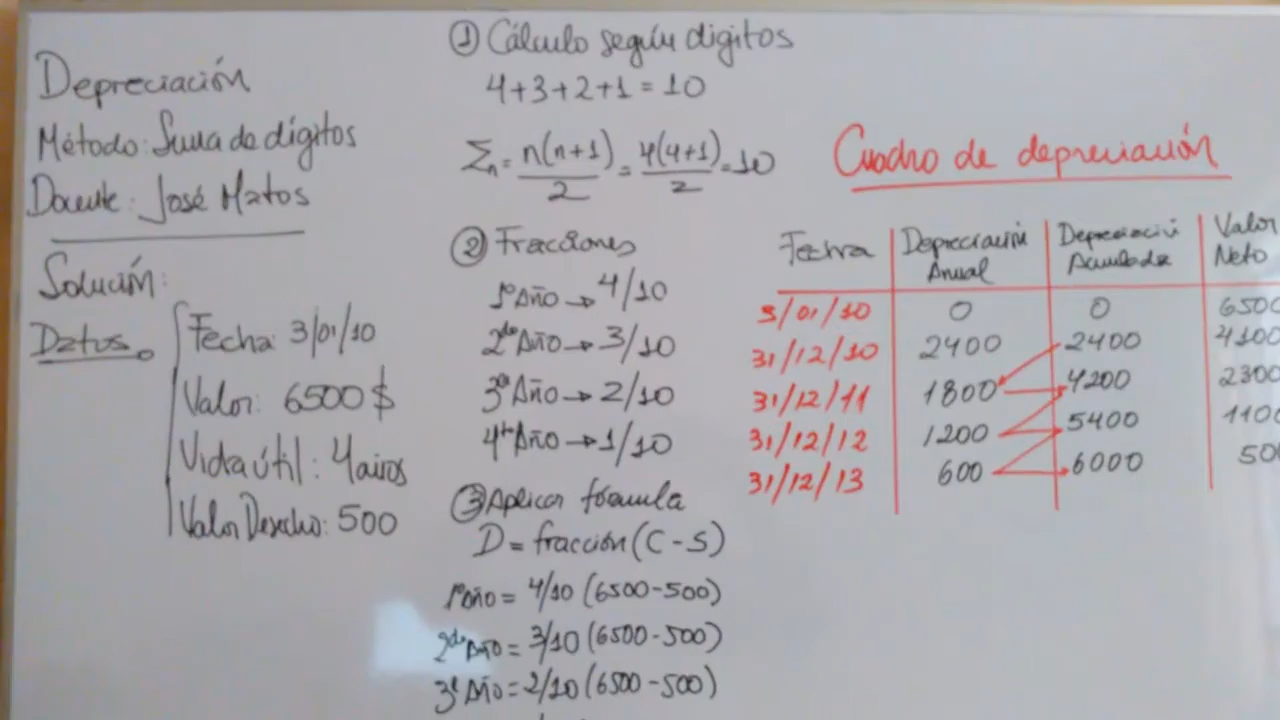 Depreciación
Método: Suma de dígitos
Docente: José Matos
Solución:
Datos.
Fecha: 3/01/10
Valor: 6500 $
Vida útil: 4 años
Valor Desecho: 500
① Cálculo según digitos
4+3+2+1=10
Σn = n(n+1)/2 = 4(4+1)/2 = 10
② Fracciones
1º Año → 4/10
2do Año → 3/10
3er Año → 2/10
4to Año → 1/10
③ Aplicar fórmula
D = fracción (C - S)
1º Año = 4/10 (6500-500)
2do Año = 3/10 (6500-500)
3º Año = 2/10 (6500-500)
Cuadro de depreciación
Fecha Depreciación Anual Depreciación Acumulada Valor Neto
3/01/10 0 0 6500
31/12/10 2400 2400 4100
31/12/11 1800 4200 2300
31/12/12 1200 5400 1100
31/12/13 600 6000 500